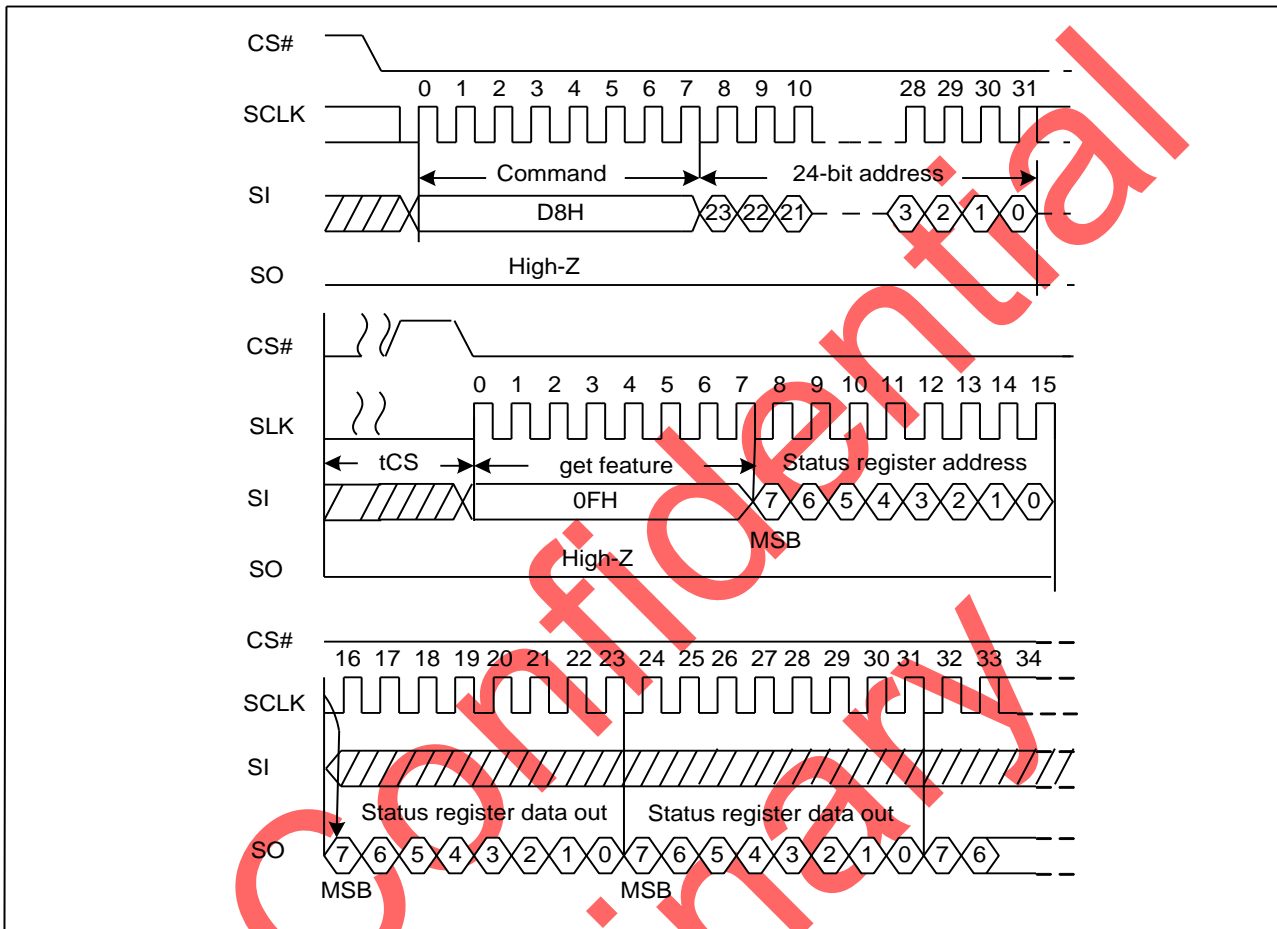 CS#
0 1 2 3 4 5 6 7 8 9 10 28 29 30 31
SCLK
Command 24-bit address
SI
D8H 23 22 21 3 2 1 0
High-Z
SO
CS#
0 1 2 3 4 5 6 7 8 9 10 11 12 13 14 15
SLK
tCS get feature Status register address
SI
0FH 7 6 5 4 3 2 1 0
MSB
High-Z
SO
CS#
16 17 18 19 20 21 22 23 24 25 26 27 28 29 30 31 32 33 34
SCLK
SI
Status register data out Status register data out
SO
7 6 5 4 3 2 1 0 7 6 5 4 3 2 1 0 7 6
MSB MSB
Confidential
inary